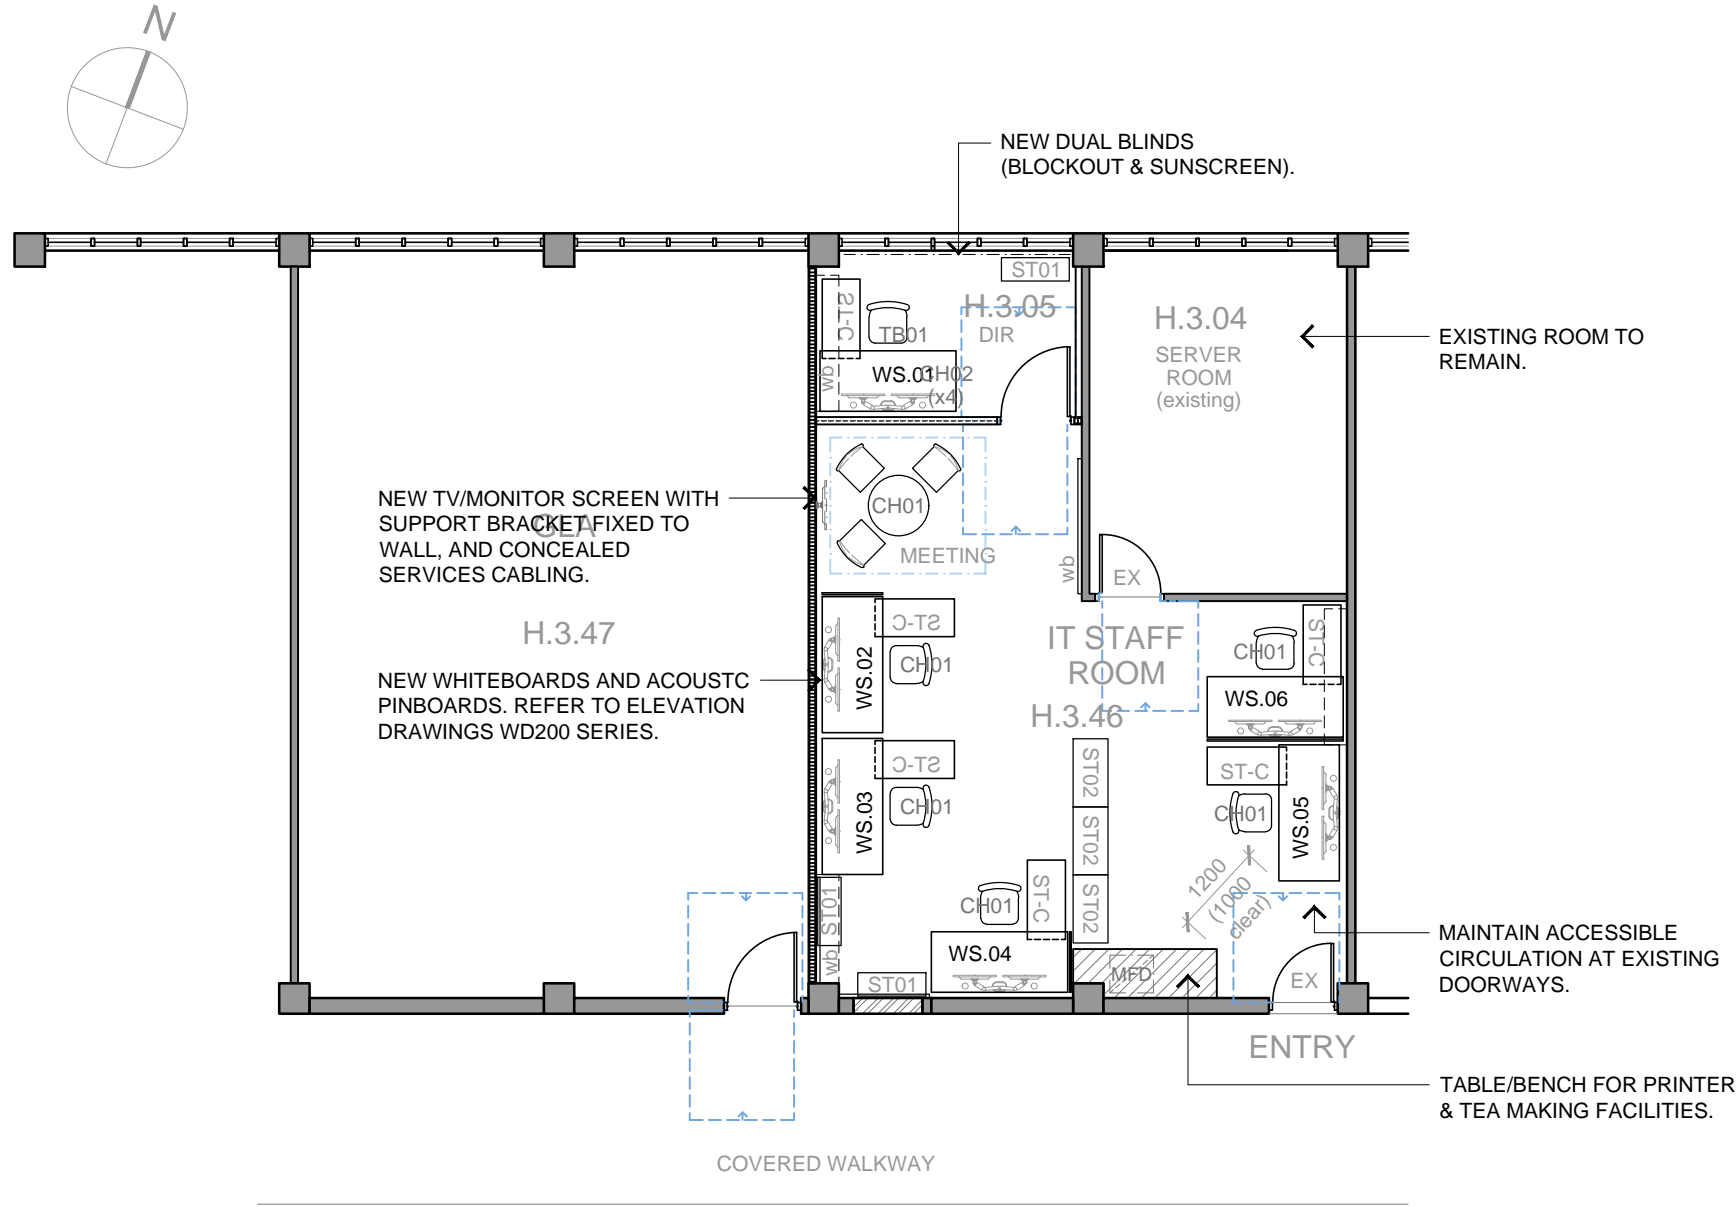 N
NEW DUAL BLINDS
(BLOCKOUT & SUNSCREEN).
ST01
H.3.05
DIR
ST-C
TB01
WS.01
CH02
(x4)
wb
H.3.04
SERVER
ROOM
(existing)
EXISTING ROOM TO
REMAIN.
NEW TV/MONITOR SCREEN WITH
SUPPORT BRACKET FIXED TO
WALL, AND CONCEALED
SERVICES CABLING.
GLA
H.3.47
CH01
MEETING
wb
EX
NEW WHITEBOARDS AND ACOUSTC
PINBOARDS. REFER TO ELEVATION
DRAWINGS WD200 SERIES.
ST-C
WS.02
CH01
IT STAFF
ROOM
H.3.46
CH01
ST-C
WS.06
ST-C
WS.03
CH01
ST02
ST02
ST02
ST-C
CH01
WS.05
1200
(1000
clear)
ST01
wb
CH01
ST-C
WS.04
ST01
MFD
EX
MAINTAIN ACCESSIBLE
CIRCULATION AT EXISTING
DOORWAYS.
ENTRY
TABLE/BENCH FOR PRINTER
& TEA MAKING FACILITIES.
COVERED WALKWAY